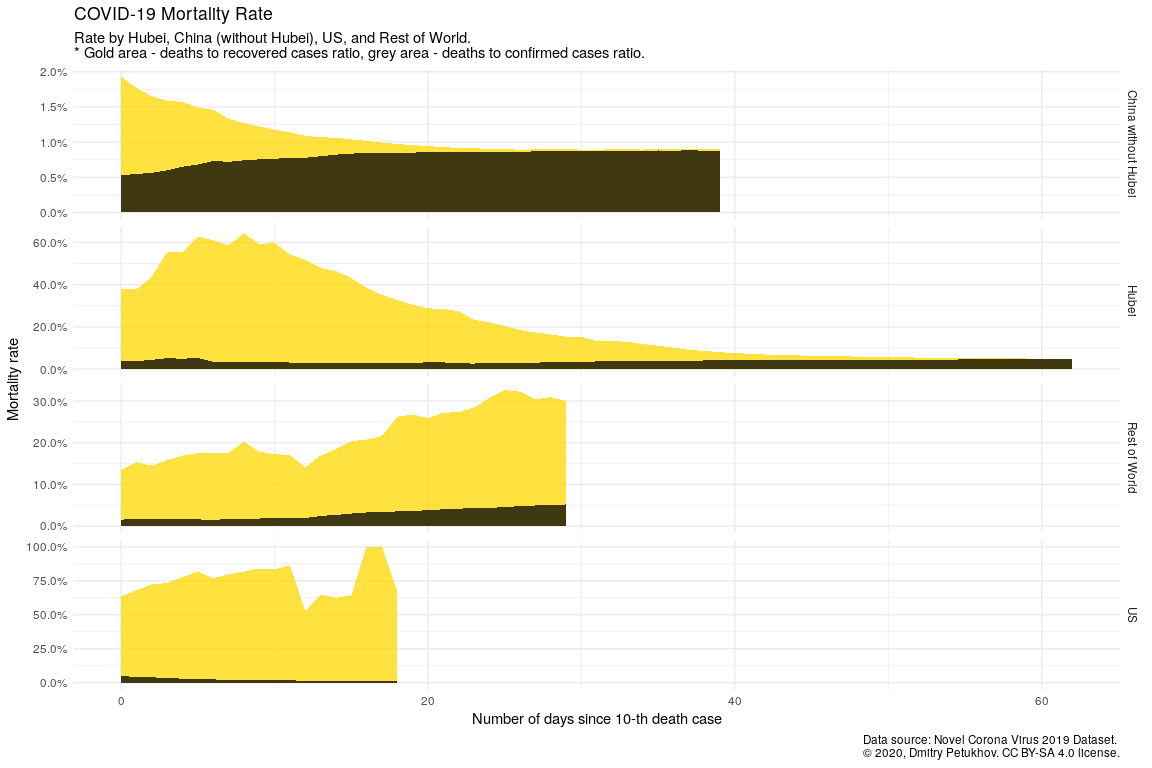 COVID-19 Mortality Rate
Rate by Hubei, China (without Hubei), US, and Rest of World.
* Gold area - deaths to recovered cases ratio, grey area - deaths to confirmed cases ratio.
Mortality rate
2.0%
1.5%
1.0%
0.5%
0.0%
China without Hubei
60.0%
40.0%
20.0%
0.0%
Hubei
30.0%
20.0%
10.0%
0.0%
Rest of World
100.0%
75.0%
50.0%
25.0%
0.0%
US
0 20 40 60
Number of days since 10-th death case
Data source: Novel Corona Virus 2019 Dataset.
© 2020, Dmitry Petukhov. CC BY-SA 4.0 license.